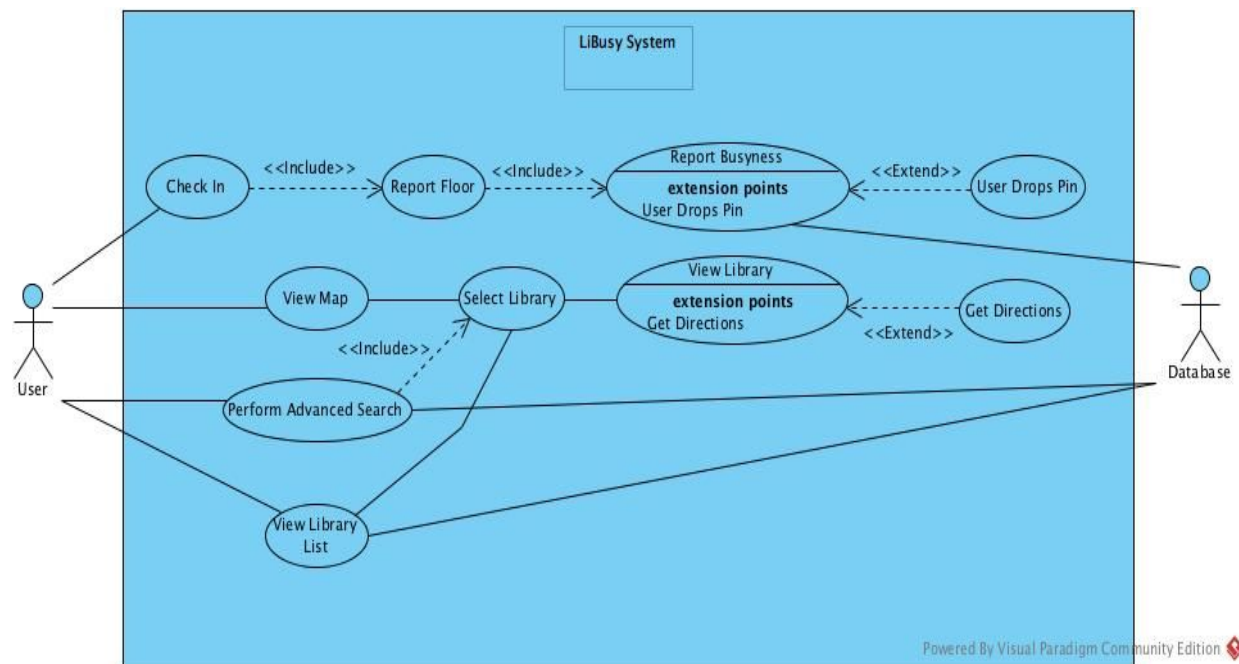 LiBusy System
Check In
<<Include>>
Report Floor
<<Include>>
Report Busyness
extension points
User Drops Pin
<<Extend>>
User Drops Pin
View Map
Select Library
View Library
extension points
Get Directions
<<Extend>>
Get Directions
<<Include>>
User
Database
Perform Advanced Search
View Library
List
Powered By Visual Paradigm Community Edition